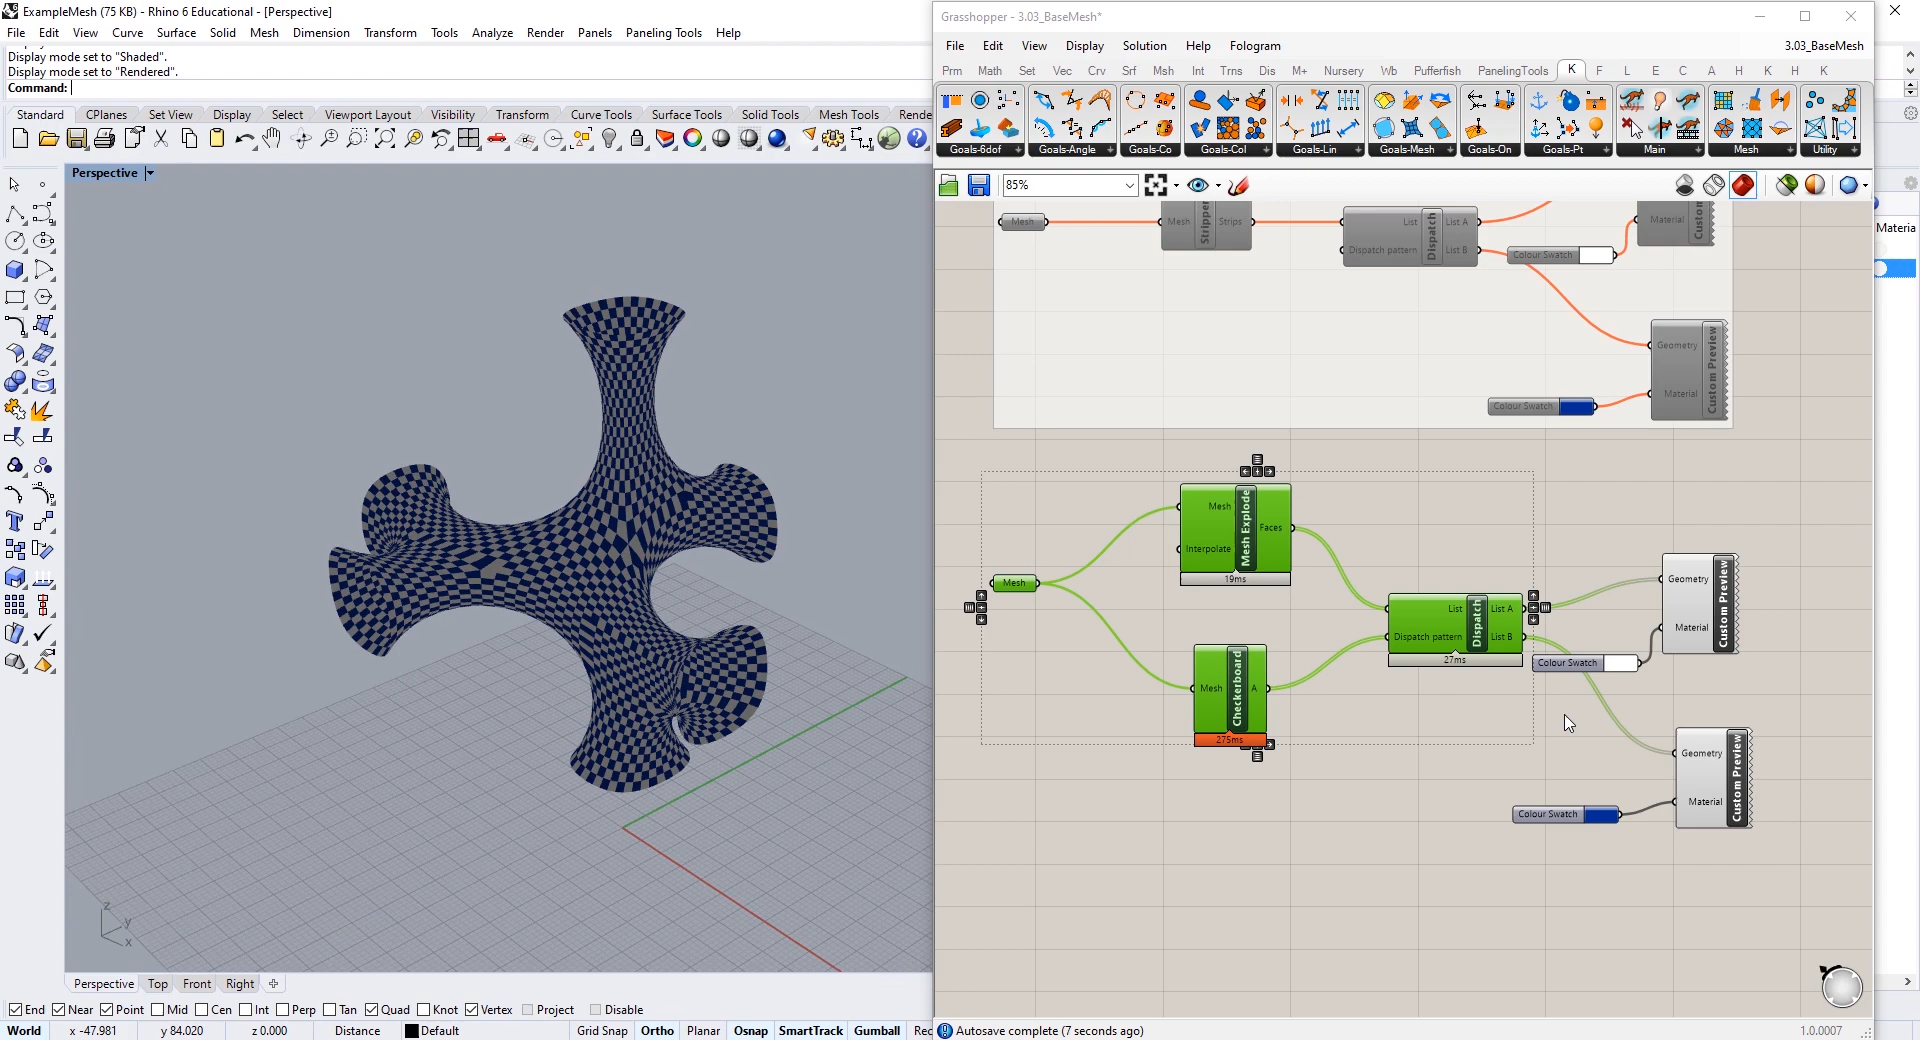 ExampleMesh (75 KB) - Rhino 6 Educational - [Perspective]
File Edit View Curve Surface Solid Mesh Dimension Transform Tools Analyze Render Panels Paneling Tools Help
Display mode set to "Shaded".
Display mode set to "Rendered".
Command:
Standard CPlanes Set View Display Select Viewport Layout Visibility Transform Curve Tools Surface Tools Solid Tools Mesh Tools Rende
Perspective
z
y
x
Perspective Top Front Right
End Near Point Mid Cen Int Perp Tan Quad Knot Vertex Project Disable
World x -47.981 y 84.020 z 0.000 Distance Default Grid Snap Ortho Planar Osnap SmartTrack Gumball Rec
Grasshopper - 3.03_BaseMesh*
File Edit View Display Solution Help Fologram 3.03_BaseMesh
Prm Math Set Vec Crv Srf Msh Int Trns Dis M+ Nursery Wb Pufferfish PanelingTools K F L E C A H K H K
Goals-6dof Goals-Angle Goals-Co Goals-Col Goals-Lin Goals-Mesh Goals-On Goals-Pt Main Mesh Utility
85%
Materia
Mesh
Mesh Stripper Strips
List Dispatch pattern Dispatch List A List B
Colour Swatch
Material Custom
Geometry Material Custom Preview
Colour Swatch
Mesh
Mesh Interpolate Mesh Explode Faces
19ms
Mesh Checkerboard A
275ms
List Dispatch pattern Dispatch List A List B
27ms
Geometry Material Custom Preview
Colour Swatch
Geometry Material Custom Preview
Colour Swatch
Autosave complete (7 seconds ago)
1.0.0007